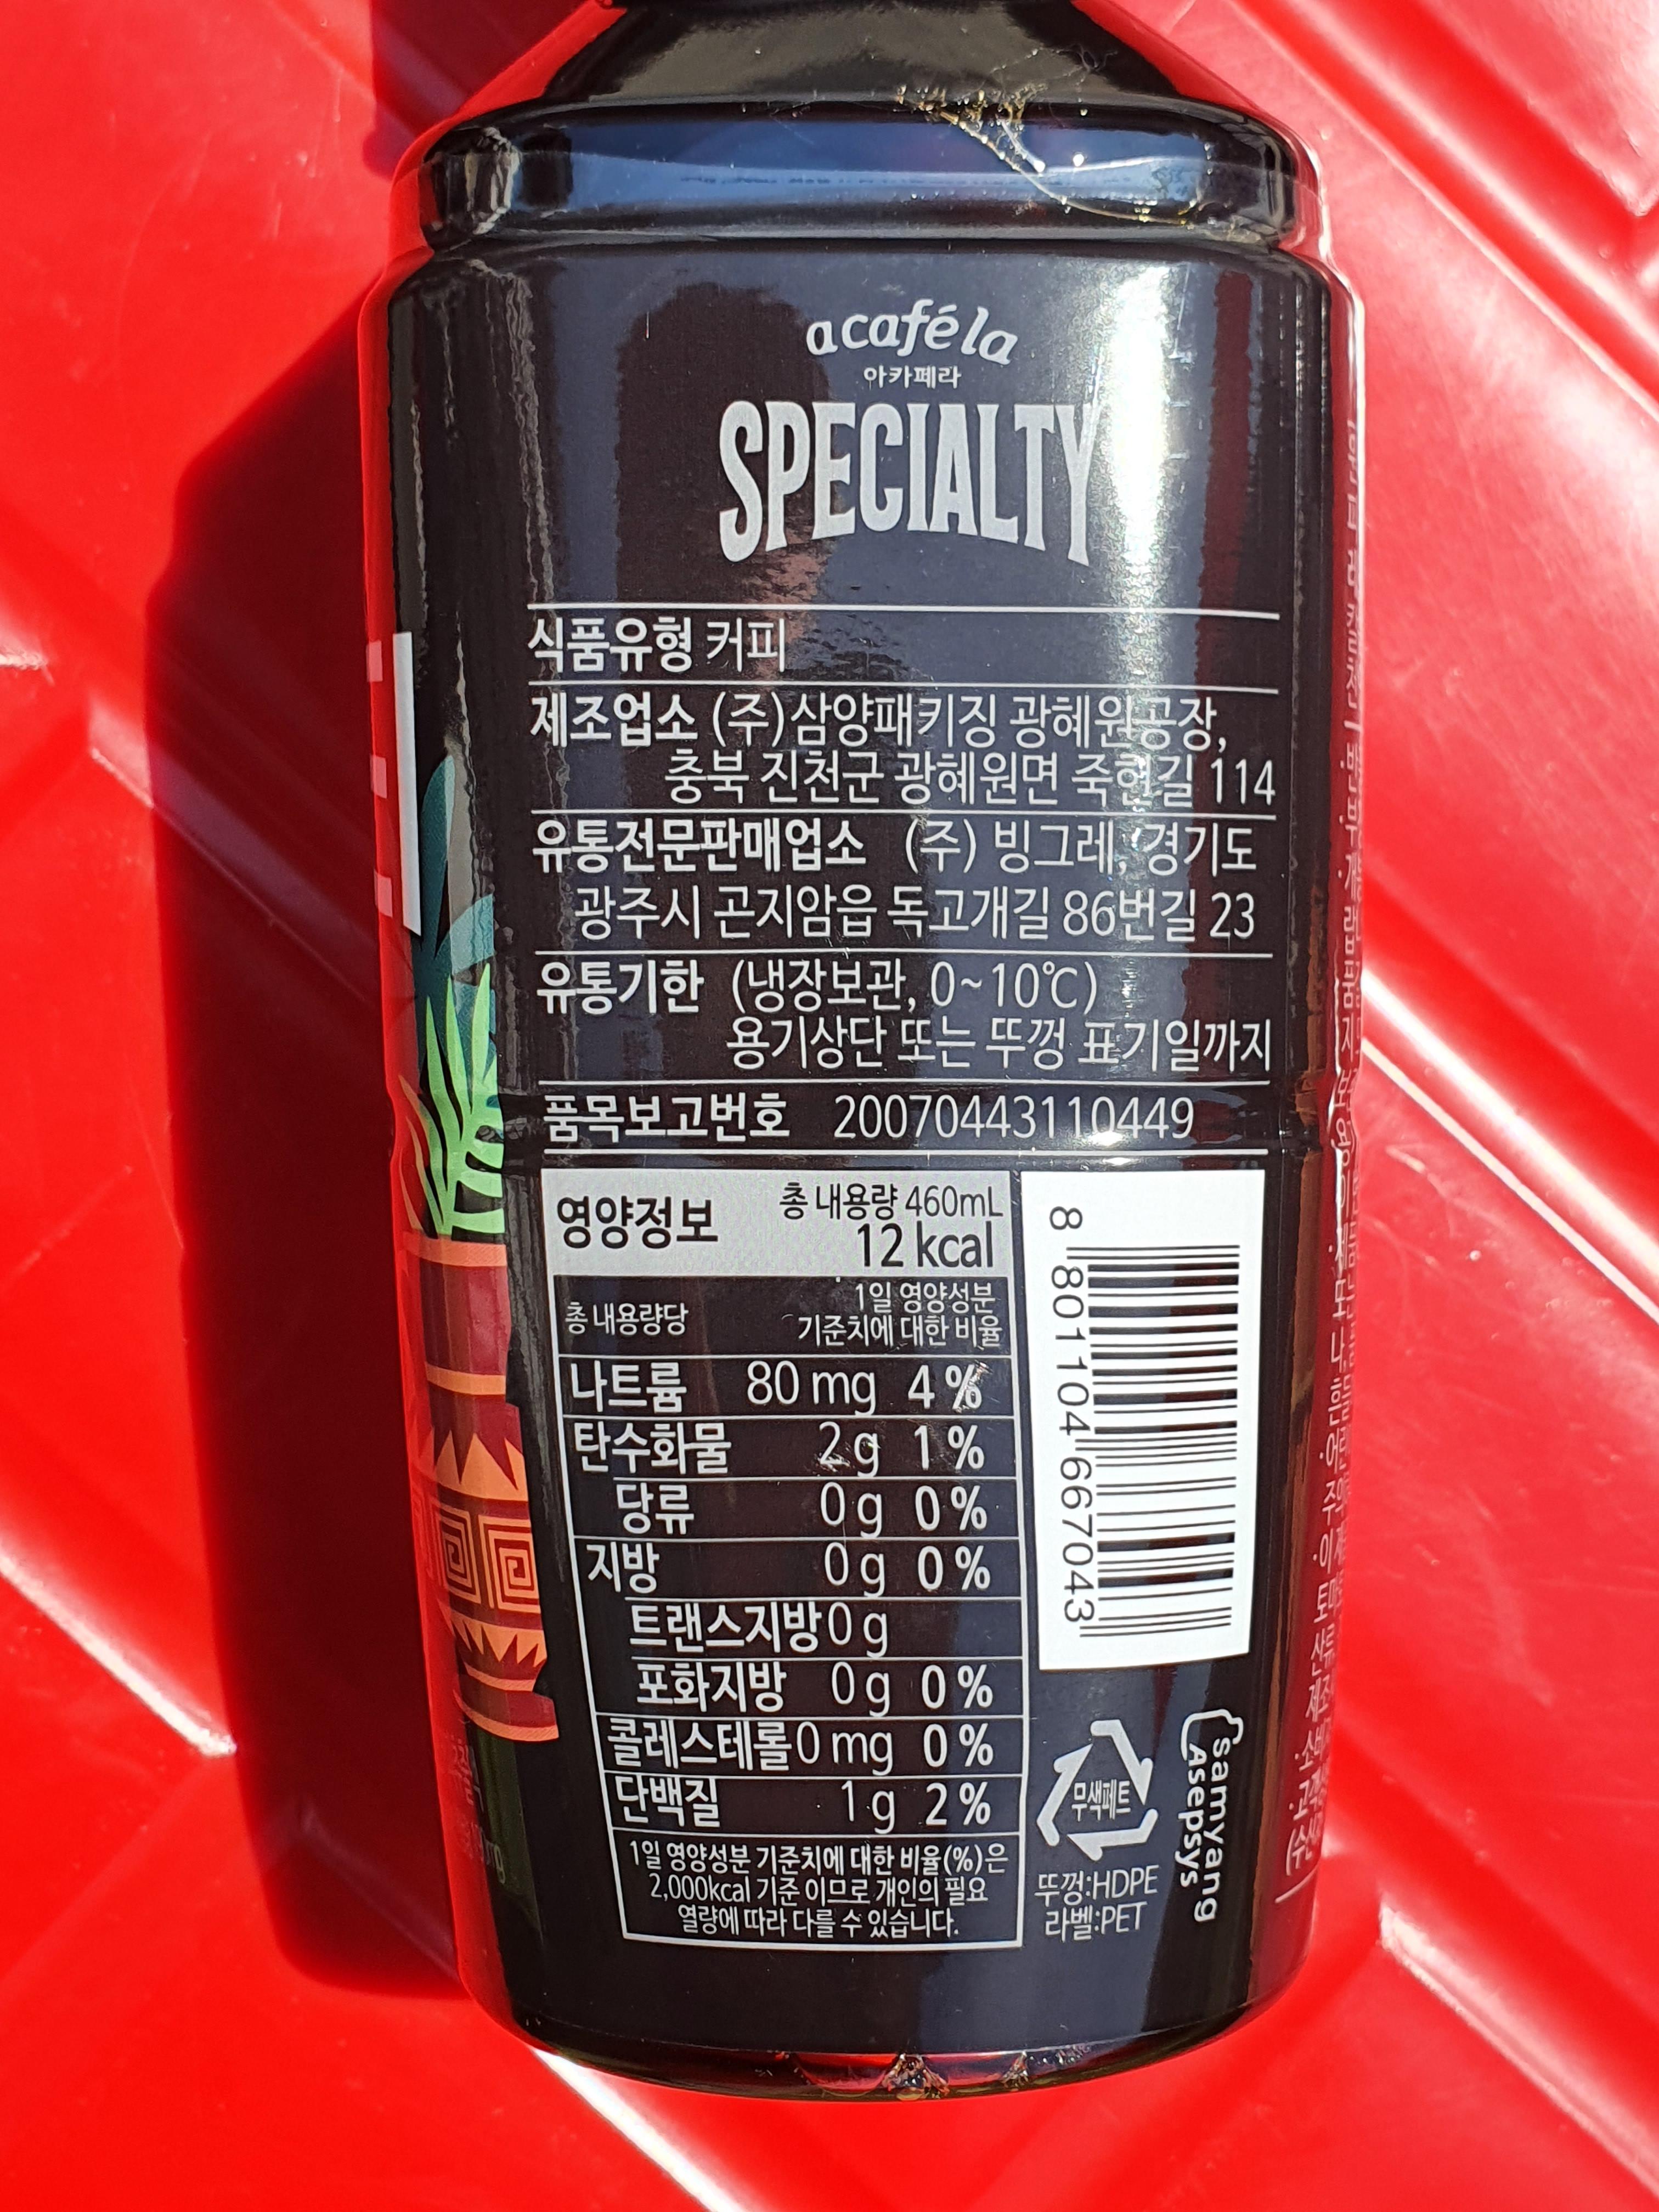 acafé la
아카페라
SPECIALTY
식품유형 커피
제조업소 (주)삼양패키징 광혜원공장,
충북 진천군 광혜원면 죽현길 114
유통전문판매업소 (주) 빙그레, 경기도
광주시 곤지암읍 독고개길 86번길 23
유통기한 (냉장보관, 0~10℃)
용기상단 또는 뚜껑 표기일까지
품목보고번호 20070443110449
영양정보 총 내용량 460mL
12 kcal
총 내용량당 1일 영양성분
기준치에 대한 비율
나트륨 80 mg 4 %
탄수화물 2 g 1 %
당류 0 g 0 %
지방 0 g 0 %
트랜스지방 0 g
포화지방 0 g 0 %
콜레스테롤 0 mg 0 %
단백질 1 g 2 %
1일 영양성분 기준치에 대한 비율(%)은
2,000kcal 기준 이므로 개인의 필요
열량에 따라 다를 수 있습니다.
8 801104 667043
무색페트
뚜껑:HDPE
라벨:PET
samyang
Asepsys